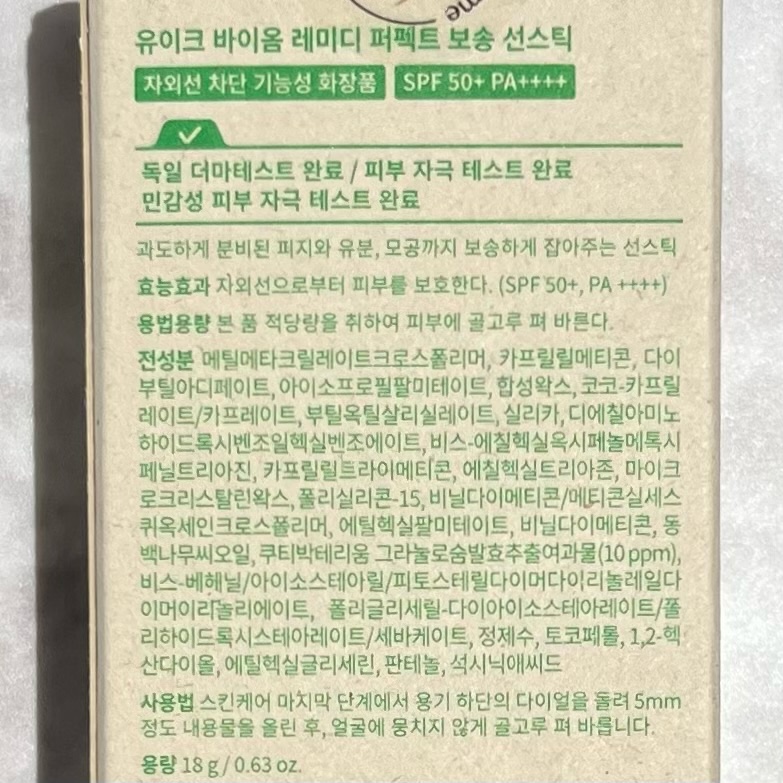 me
유이크 바이옴 레미디 퍼펙트 보송 선스틱
자외선 차단 기능성 화장품 SPF 50+ PA++++
독일 더마테스트 완료 / 피부 자극 테스트 완료
민감성 피부 자극 테스트 완료
과도하게 분비된 피지와 유분, 모공까지 보송하게 잡아주는 선스틱
효능효과 자외선으로부터 피부를 보호한다. (SPF 50+, PA ++++)
용법용량 본 품 적당량을 취하여 피부에 골고루 펴 바른다.
전성분 메틸메타크릴레이트크로스폴리머, 카프릴릴메티콘, 다이
부틸아디페이트, 아이소프로필팔미테이트, 합성왁스, 코코-카프릴
레이트/카프레이트, 부틸옥틸살리실레이트, 실리카, 디에칠아미노
하이드록시벤조일헥실벤조에이트, 비스-에칠헥실옥시페놀메톡시
페닐트리아진, 카프릴릴트라이메티콘, 에칠헥실트리아존, 마이크
로크리스탈린왁스, 폴리실리콘-15, 비닐다이메티콘/메티콘실세스
퀴옥세인크로스폴리머, 에틸헥실팔미테이트, 비닐다이메티콘, 동
백나무씨오일, 쿠티박테리움 그라눌로숨발효추출여과물(10 ppm),
비스-베헤닐/아이소스테아릴/피토스테릴다이머다이리놀레일다
이머이리놀리에이트, 폴리글리세릴-다이아이소스테아레이트/폴
리하이드록시스테아레이트/세바케이트, 정제수, 토코페롤, 1,2-헥
산다이올, 에틸헥실글리세린, 판테놀, 석시닉애씨드
사용법 스킨케어 마지막 단계에서 용기 하단의 다이얼을 돌려 5mm
정도 내용물을 올린 후, 얼굴에 뭉치지 않게 골고루 펴 바릅니다.
용량 18 g / 0.63 oz.